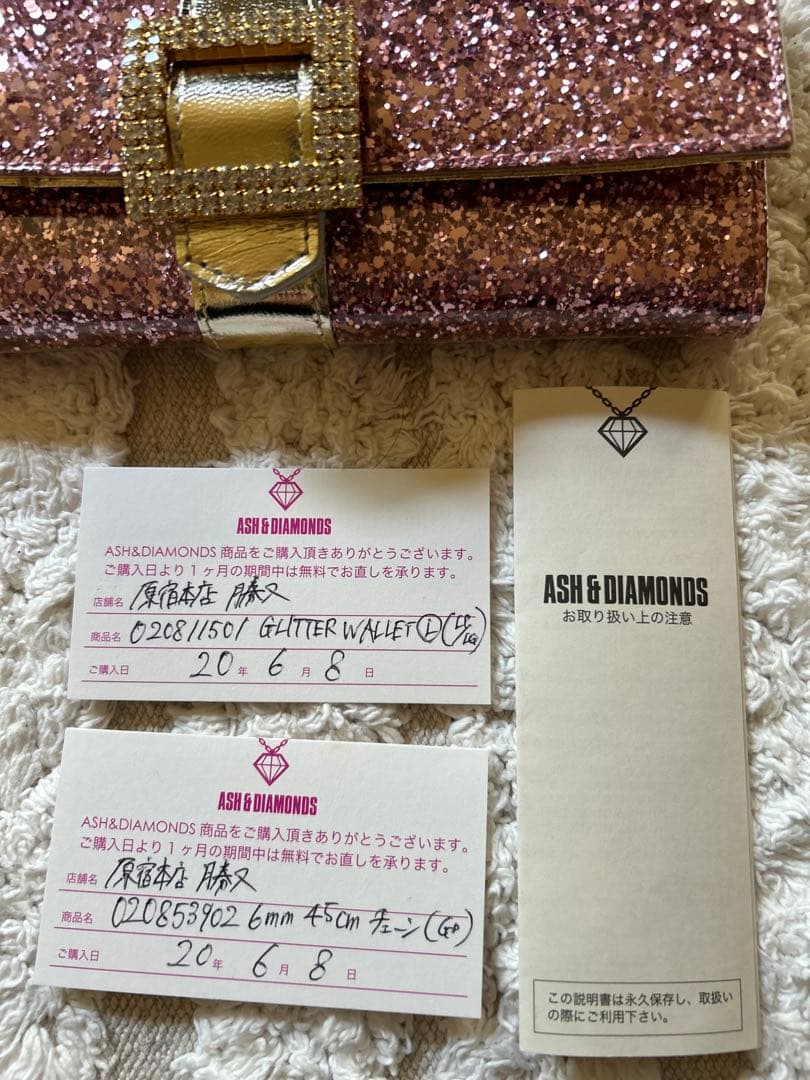 ASH & DIAMONDS
ASH&DIAMONDS 商品をご購入頂きありがとうございます。
ご購入日より1ヶ月の期間中は無料でお直しを承ります。
店舗名 原宿本店 勝又
商品名 020811501 GLITTER WALLET Ⓛ
ご購入日 20年 6月 8日
ASH & DIAMONDS
ASH&DIAMONDS 商品をご購入頂きありがとうございます。
ご購入日より1ヶ月の期間中は無料でお直しを承ります。
店舗名 原宿本店 勝又
商品名 020853902 6mm 45cm チェーン(GP)
ご購入日 20年 6月 8日
ASH & DIAMONDS
お取り扱い上の注意
この説明書は永久保存し、取扱い
の際にご利用下さい。